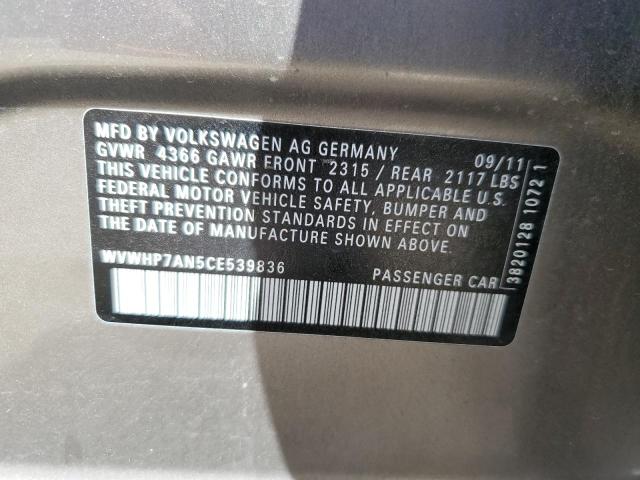 MFD BY VOLKSWAGEN AG GERMANY 09/11
GVWR 4366 GAWR FRONT 2315 / REAR 2117 LBS
THIS VEHICLE CONFORMS TO ALL APPLICABLE U.S.
FEDERAL MOTOR VEHICLE SAFETY, BUMPER AND
THEFT PREVENTION STANDARDS IN EFFECT ON
THE DATE OF MANUFACTURE SHOWN ABOVE.
WVWHP7AN5CE539836 PASSENGER CAR
3820128 1072 1